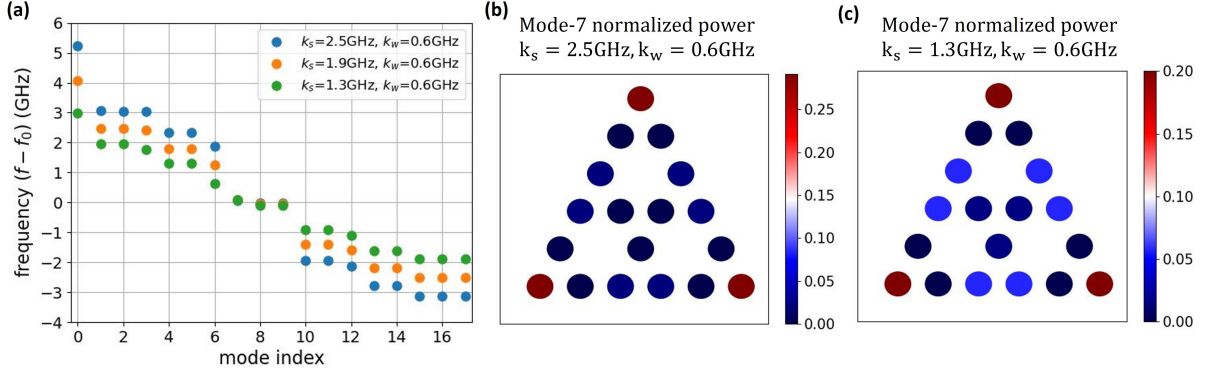 (a)
frequency (f − f0) (GHz)
6
5
4
3
2
1
0
−1
−2
−3
−4
0 2 4 6 8 10 12 14 16
mode index
ks=2.5GHz, kw=0.6GHz
ks=1.9GHz, kw=0.6GHz
ks=1.3GHz, kw=0.6GHz
(b)
Mode-7 normalized power
ks = 2.5GHz, kw = 0.6GHz
0.25
0.20
0.15
0.10
0.05
0.00
(c)
Mode-7 normalized power
ks = 1.3GHz, kw = 0.6GHz
0.20
0.15
0.10
0.05
0.00